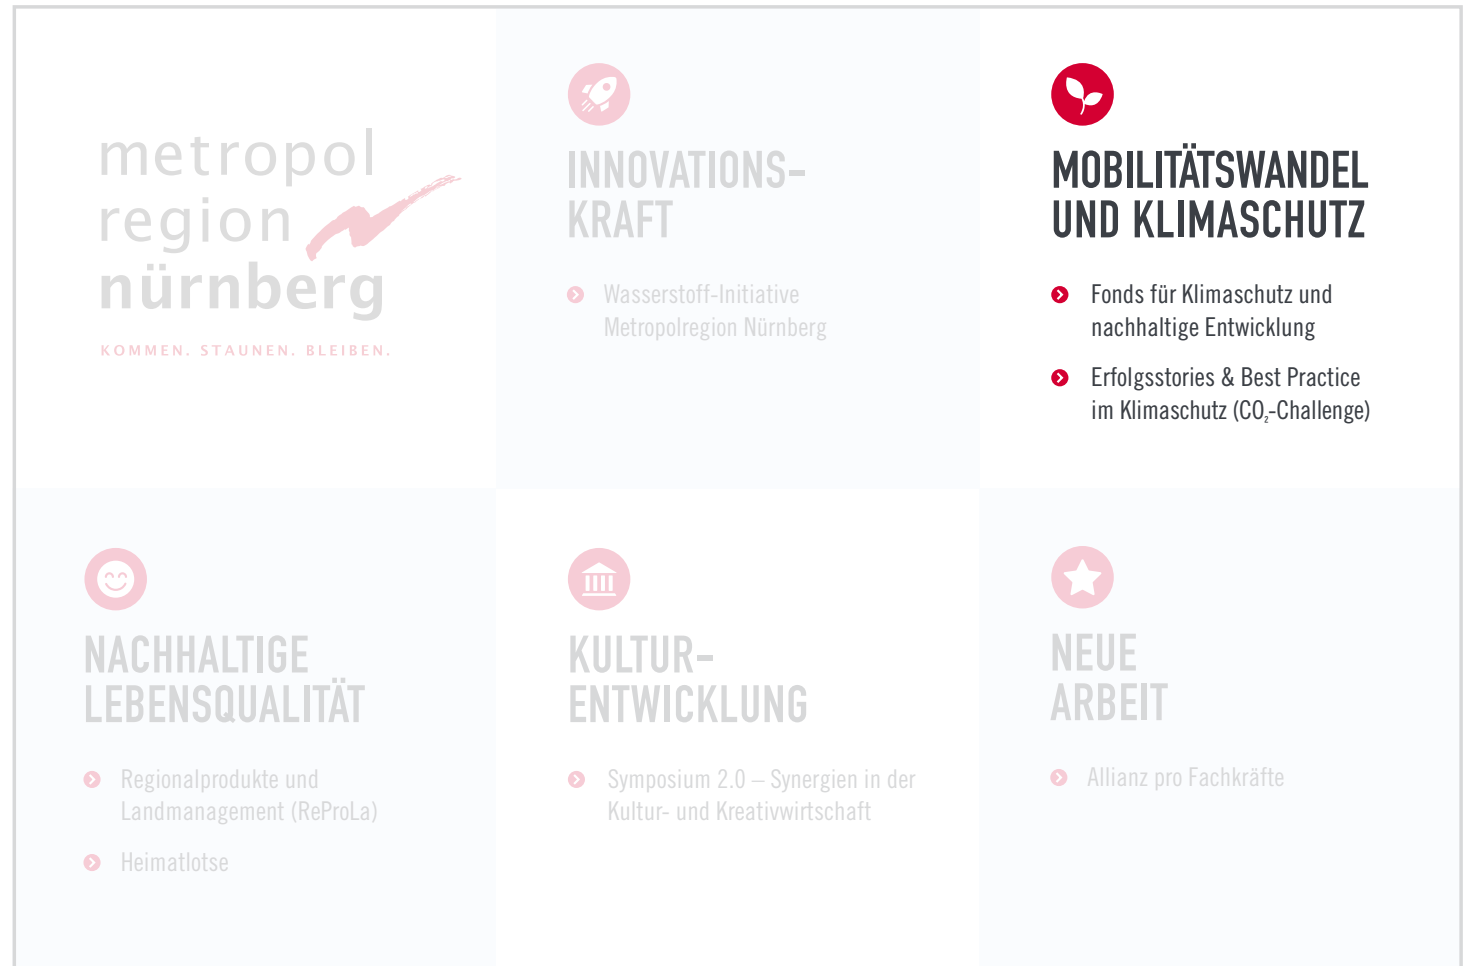 metropol
region
nürnberg
KOMMEN. STAUNEN. BLEIBEN.
INNOVATIONS-
KRAFT
Wasserstoff-Initiative
Metropolregion Nürnberg
MOBILITÄTSWANDEL
UND KLIMASCHUTZ
Fonds für Klimaschutz und
nachhaltige Entwicklung
Erfolgsstories & Best Practice
im Klimaschutz (CO₂-Challenge)
NACHHALTIGE
LEBENSQUALITÄT
Regionalprodukte und
Landmanagement (ReProLa)
Heimatlotse
KULTUR-
ENTWICKLUNG
Symposium 2.0 – Synergien in der
Kultur- und Kreativwirtschaft
NEUE
ARBEIT
Allianz pro Fachkräfte